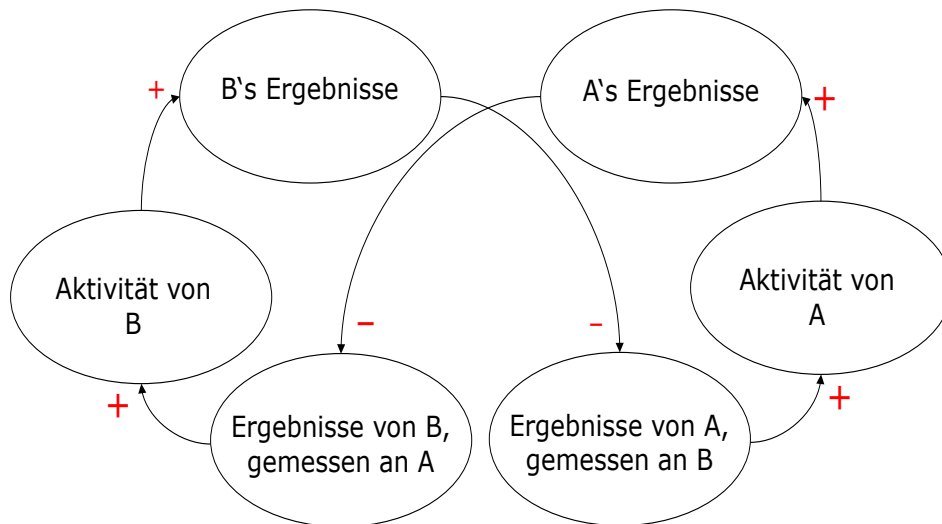 B‘s Ergebnisse
A‘s Ergebnisse
+
+
Aktivität von
B
Aktivität von
A
–
–
+
+
Ergebnisse von B,
gemessen an A
Ergebnisse von A,
gemessen an B